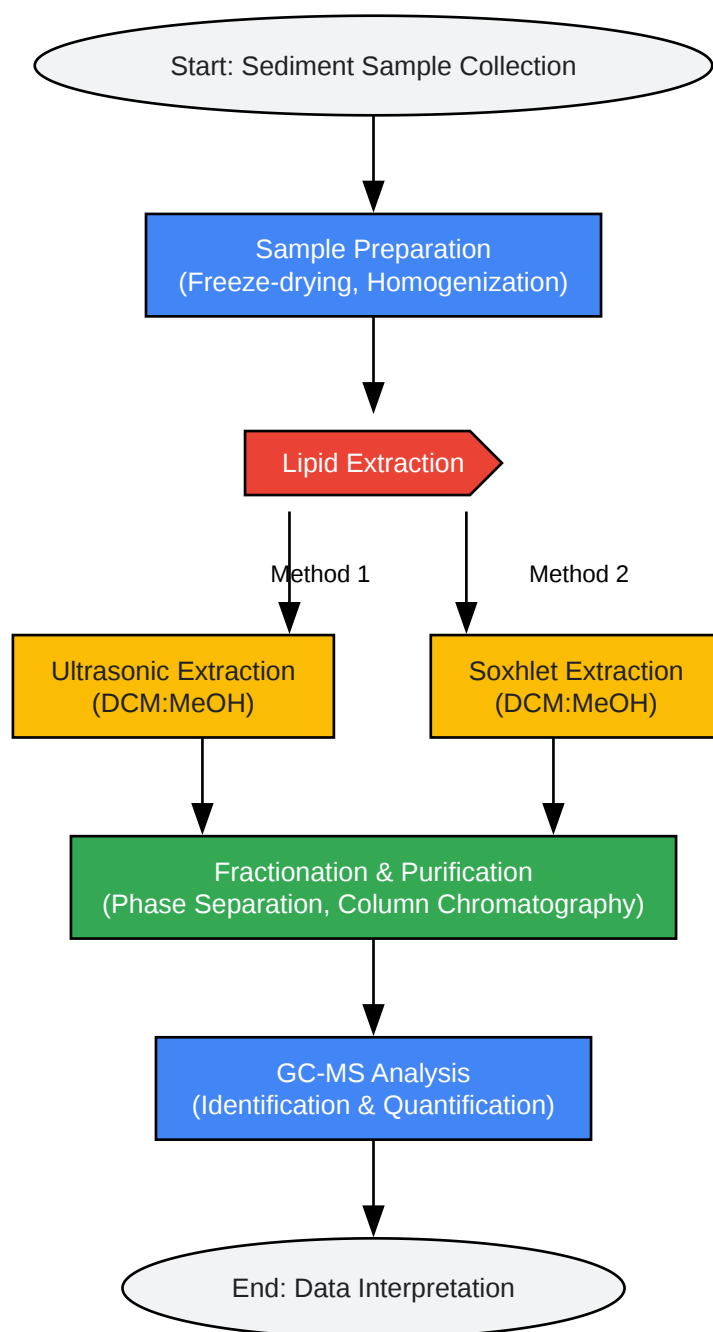 Start: Sediment Sample Collection
Sample Preparation
(Freeze-drying, Homogenization)
Lipid Extraction
Method 1
Method 2
Ultrasonic Extraction
(DCM:MeOH)
Soxhlet Extraction
(DCM:MeOH)
Fractionation & Purification
(Phase Separation, Column Chromatography)
GC-MS Analysis
(Identification & Quantification)
End: Data Interpretation